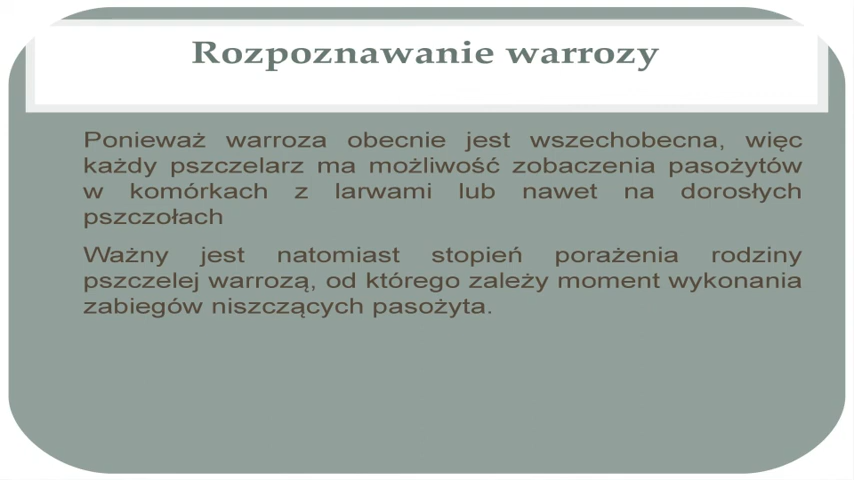 Rozpoznawanie warrozy
Ponieważ warroza obecnie jest wszechobecna, więc
każdy pszczelarz ma możliwość zobaczenia pasożytów
w komórkach z larwami lub nawet na dorosłych
pszczołach
Ważny jest natomiast stopień porażenia rodziny
pszczelej warrozą, od którego zależy moment wykonania
zabiegów niszczących pasożyta.